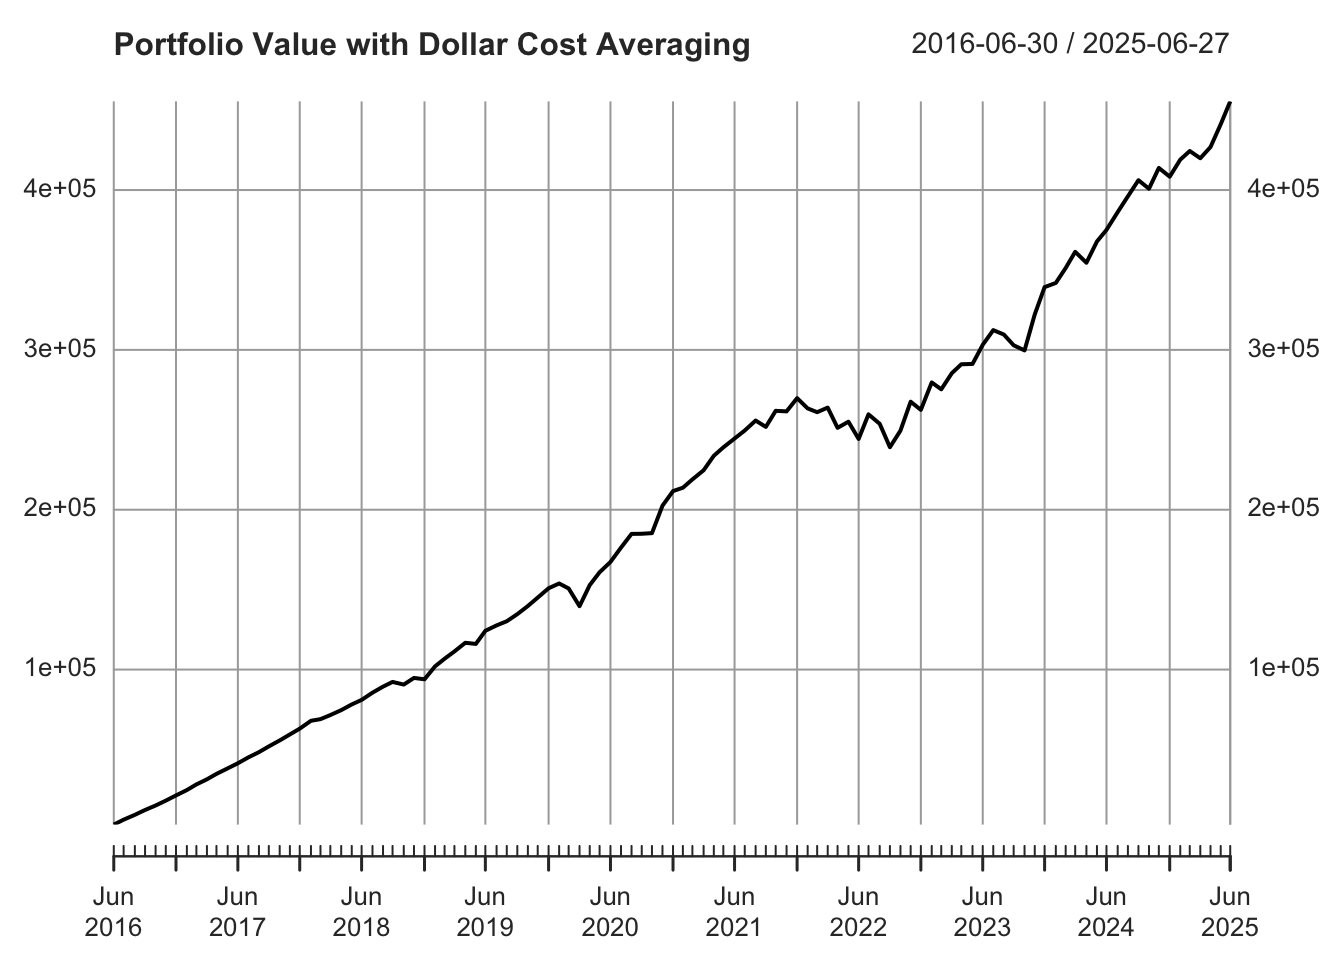 Portfolio Value with Dollar Cost Averaging 2016-06-30 / 2025-06-27
4e+05 4e+05
3e+05 3e+05
2e+05 2e+05
1e+05 1e+05
Jun Jun Jun Jun Jun Jun Jun Jun Jun Jun
2016 2017 2018 2019 2020 2021 2022 2023 2024 2025